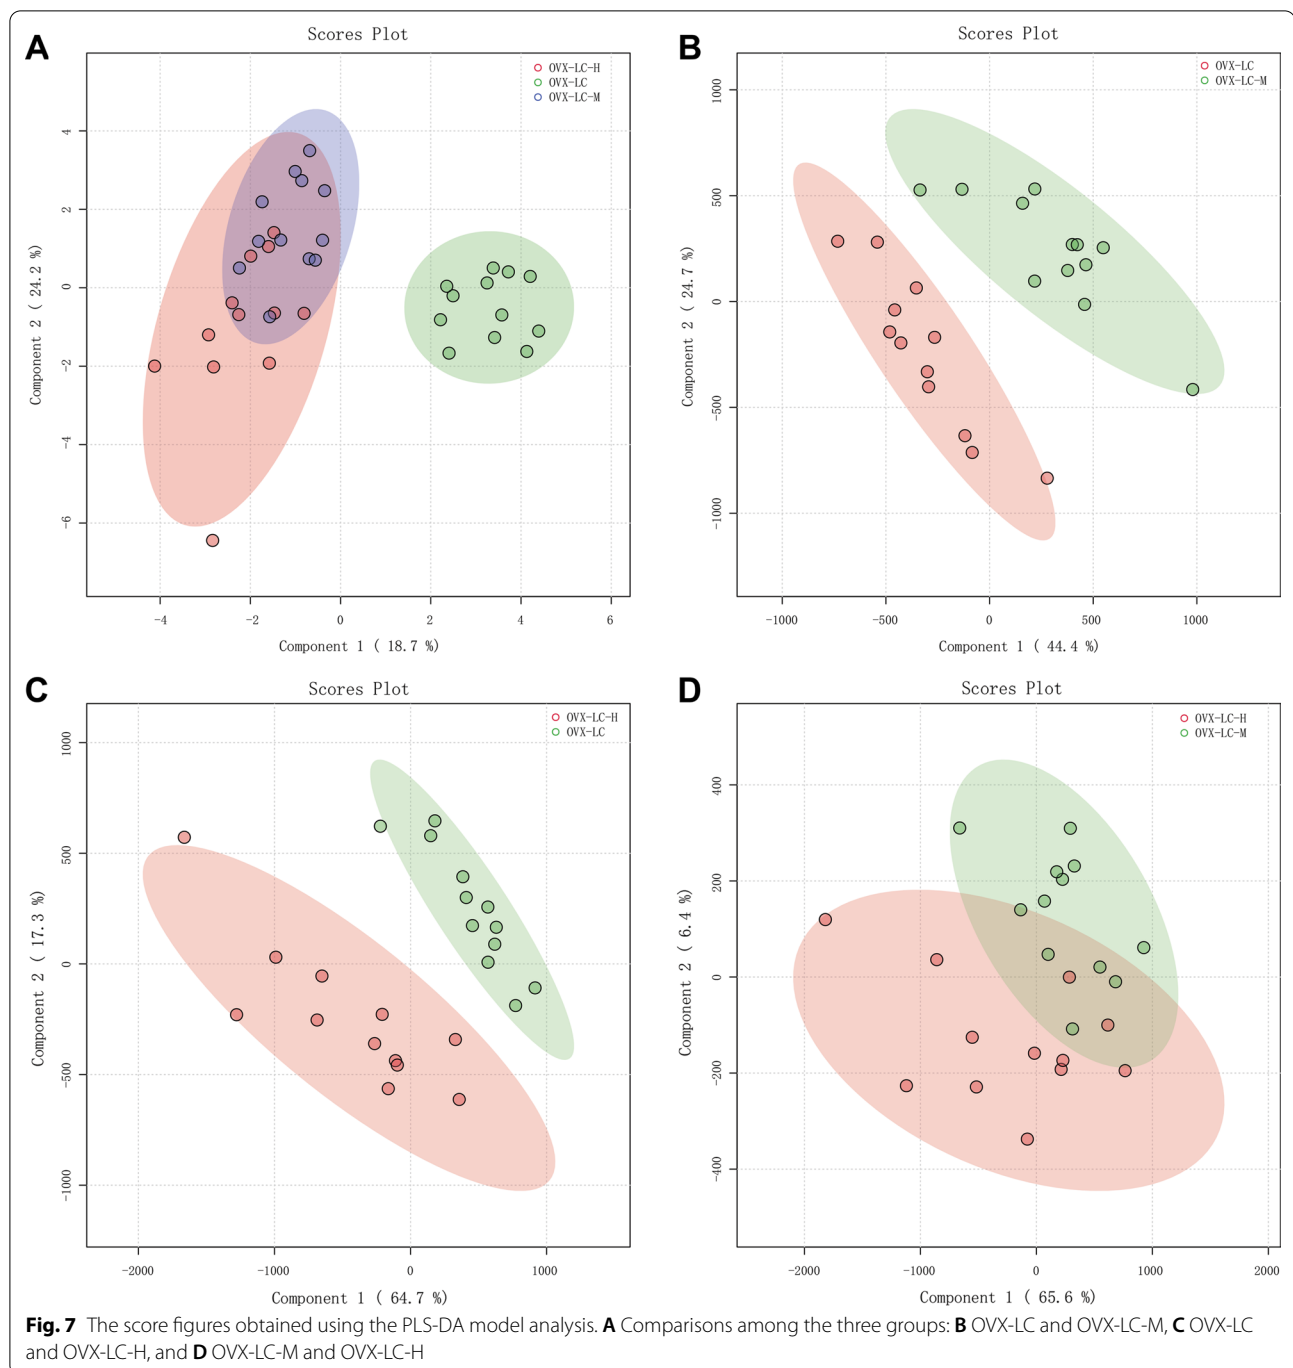 A
Scores Plot
OVX-LC-H
OVX-LC
OVX-LC-M
4
2
0
-2
-4
-6
Component 2 ( 24.2 %)
-4 -2 0 2 4 6
Component 1 ( 18.7 %)
B
Scores Plot
OVX-LC
OVX-LC-M
1000
500
0
-500
-1000
Component 2 ( 24.7 %)
-1000 -500 0 500 1000
Component 1 ( 44.4 %)
C
Scores Plot
OVX-LC-H
OVX-LC
1000
500
0
-500
-1000
Component 2 ( 17.3 %)
-2000 -1000 0 1000
Component 1 ( 64.7 %)
D
Scores Plot
OVX-LC-H
OVX-LC-M
400
200
0
-200
-400
Component 2 ( 6.4 %)
-2000 -1000 0 1000 2000
Component 1 ( 65.6 %)
Fig. 7 The score figures obtained using the PLS-DA model analysis. A Comparisons among the three groups: B OVX-LC and OVX-LC-M, C OVX-LC
and OVX-LC-H, and D OVX-LC-M and OVX-LC-H